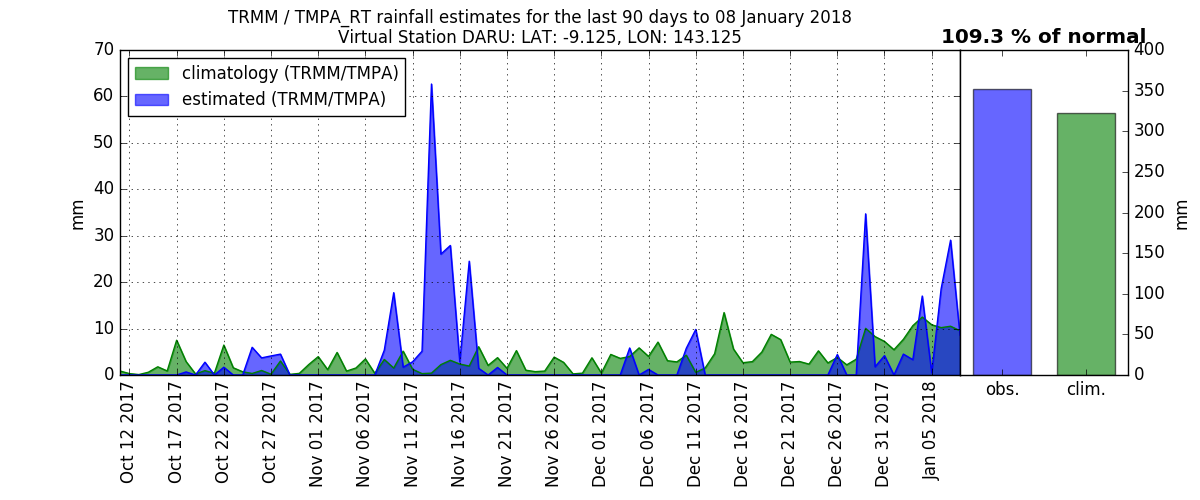 TRMM / TMPA_RT rainfall estimates for the last 90 days to 08 January 2018
Virtual Station DARU: LAT: -9.125, LON: 143.125
109.3 % of normal
climatology (TRMM/TMPA)
estimated (TRMM/TMPA)
mm
70
60
50
40
30
20
10
0
Oct 12 2017
Oct 17 2017
Oct 22 2017
Oct 27 2017
Nov 01 2017
Nov 06 2017
Nov 11 2017
Nov 16 2017
Nov 21 2017
Nov 26 2017
Dec 01 2017
Dec 06 2017
Dec 11 2017
Dec 16 2017
Dec 21 2017
Dec 26 2017
Dec 31 2017
Jan 05 2018
obs.
clim.
400
350
300
250
200
150
100
50
0
mm